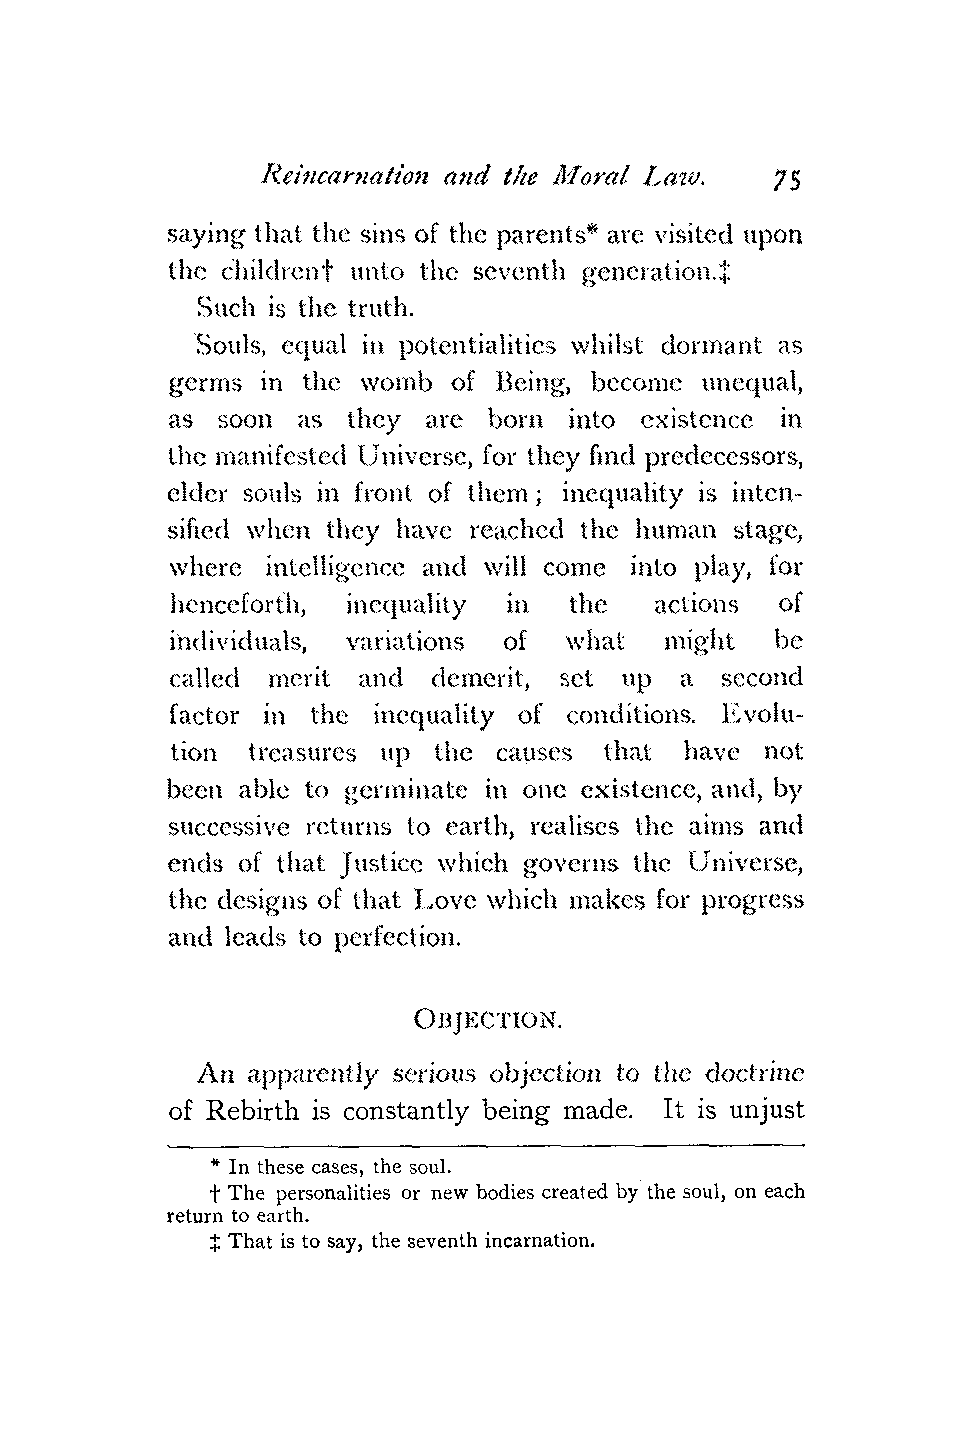 Reincarnation and the Moral Law. 75
saying that the sins of the parents* are visited upon
the children† unto the seventh generation.‡
Such is the truth.
Souls, equal in potentialities whilst dormant as
germs in the womb of Being, become unequal,
as soon as they are born into existence in
the manifested Universe, for they find predecessors,
elder souls in front of them; inequality is inten-
sified when they have reached the human stage,
where intelligence and will come into play, for
henceforth, inequality in the actions of
individuals, variations of what might be
called merit and demerit, set up a second
factor in the inequality of conditions. Evolu-
tion treasures up the causes that have not
been able to germinate in one existence, and, by
successive returns to earth, realises the aims and
ends of that Justice which governs the Universe,
the designs of that Love which makes for progress
and leads to perfection.
OBJECTION.
An apparently serious objection to the doctrine
of Rebirth is constantly being made. It is unjust
* In these cases, the soul.
† The personalities or new bodies created by the soul, on each
return to earth.
‡ That is to say, the seventh incarnation.